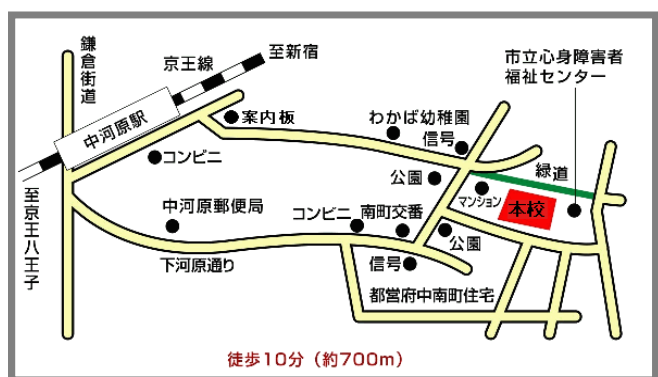 鎌倉街道
京王線
至新宿
市立心身障害者
福祉センター
中河原駅
案内板
わかば幼稚園
信号
コンビニ
公園
緑道
マンション
本校
至京王八王子
中河原郵便局
コンビニ
南町交番
公園
下河原通り
信号
都営府中南町住宅
徒歩10分（約700m）